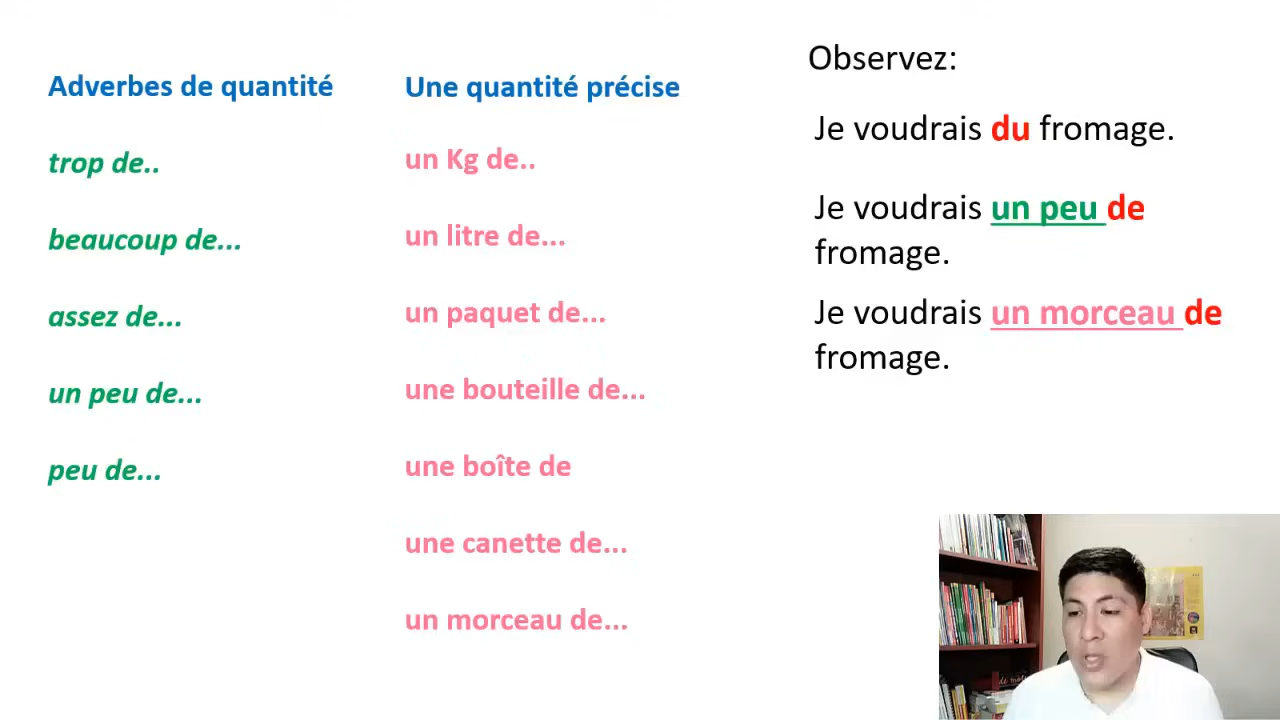 Adverbes de quantité
trop de..
beaucoup de...
assez de...
un peu de...
peu de...
Une quantité précise
un Kg de..
un litre de...
un paquet de...
une bouteille de...
une boîte de
une canette de...
un morceau de...
Observez:
Je voudrais du fromage.
Je voudrais un peu de
fromage.
Je voudrais un morceau de
fromage.